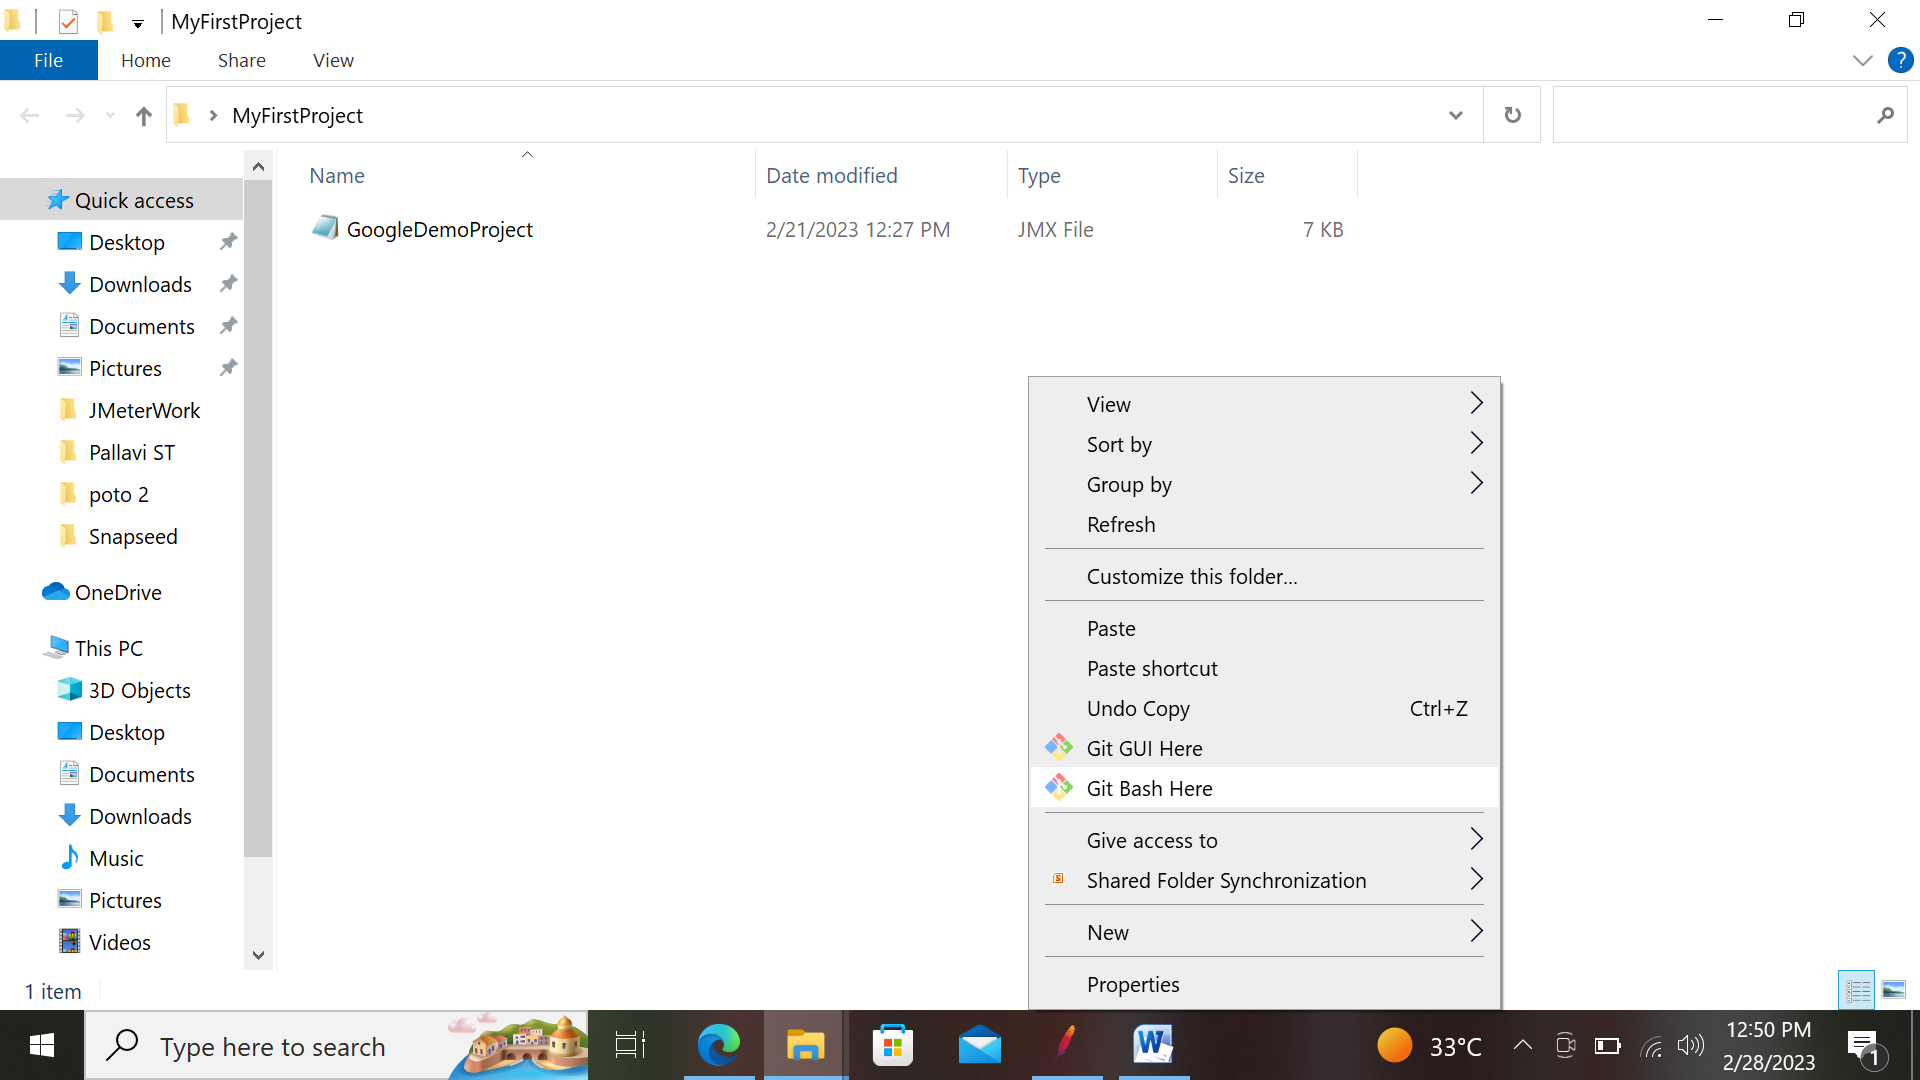 MyFirstProject
File Home Share View
?
MyFirstProject
Name Date modified Type Size
GoogleDemoProject 2/21/2023 12:27 PM JMX File 7 KB
Quick access
Desktop
Downloads
Documents
Pictures
JMeterWork
Pallavi ST
poto 2
Snapseed
OneDrive
This PC
3D Objects
Desktop
Documents
Downloads
Music
Pictures
Videos
View
Sort by
Group by
Refresh
Customize this folder...
Paste
Paste shortcut
Undo Copy Ctrl+Z
Git GUI Here
Git Bash Here
Give access to
S Shared Folder Synchronization
New
Properties
1 item
Type here to search
W
33°C
12:50 PM
2/28/2023
1